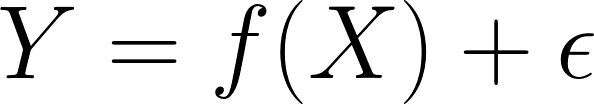 Y = f(X) + ϵ